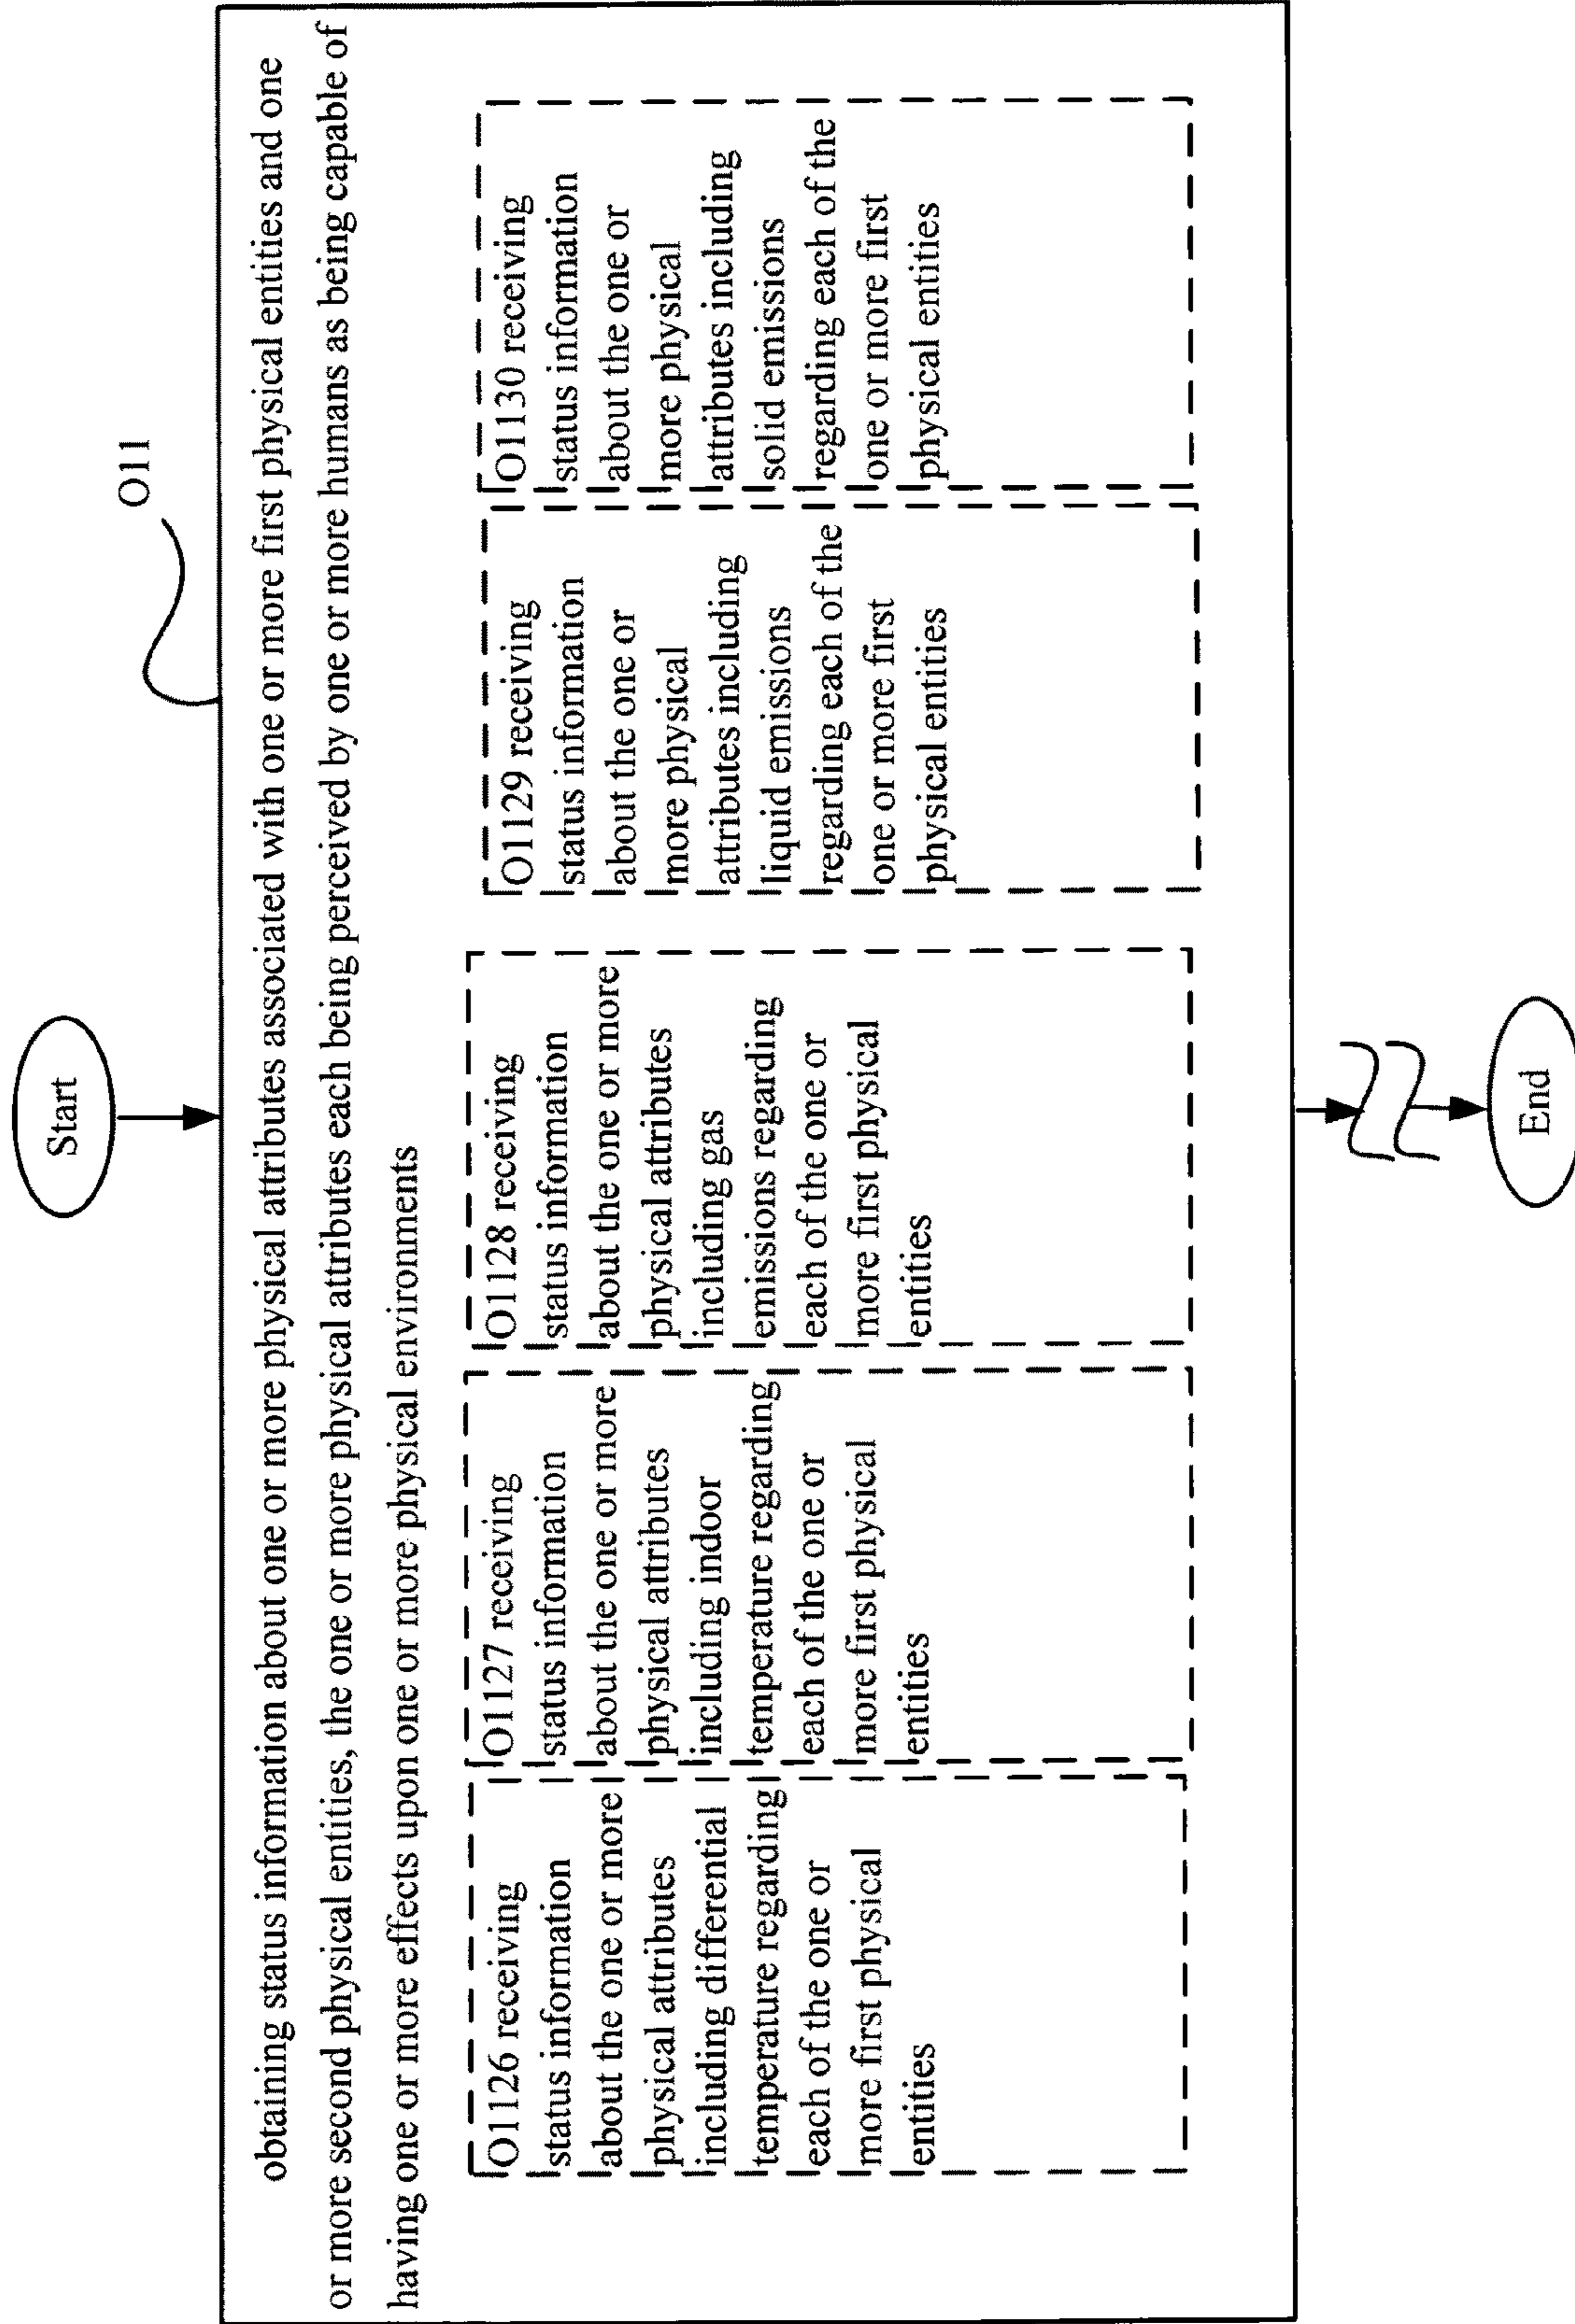 Start
O11
obtaining status information about one or more physical attributes associated with one or more first physical entities and one
or more second physical entities, the one or more physical attributes each being perceived by one or more humans as being capable of
having one or more effects upon one or more physical environments
O1126 receiving
status information
about the one or more
physical attributes
including differential
temperature regarding
each of the one or
more first physical
entities
O1127 receiving
status information
about the one or more
physical attributes
including indoor
temperature regarding
each of the one or
more first physical
entities
O1128 receiving
status information
about the one or more
physical attributes
including gas
emissions regarding
each of the one or
more first physical
entities
O1129 receiving
status information
about the one or
more physical
attributes including
liquid emissions
regarding each of the
one or more first
physical entities
O1130 receiving
status information
about the one or
more physical
attributes including
solid emissions
regarding each of the
one or more first
physical entities
End